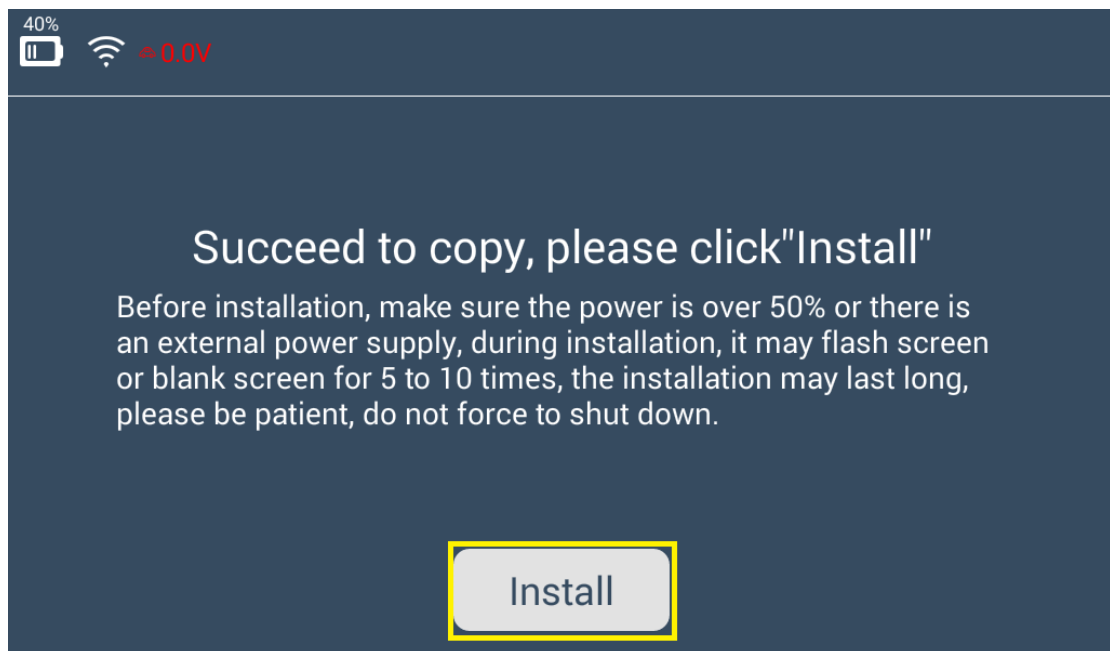 40%
0.0V
Succeed to copy, please click"Install"
Before installation, make sure the power is over 50% or there is
an external power supply, during installation, it may flash screen
or blank screen for 5 to 10 times, the installation may last long,
please be patient, do not force to shut down.
Install